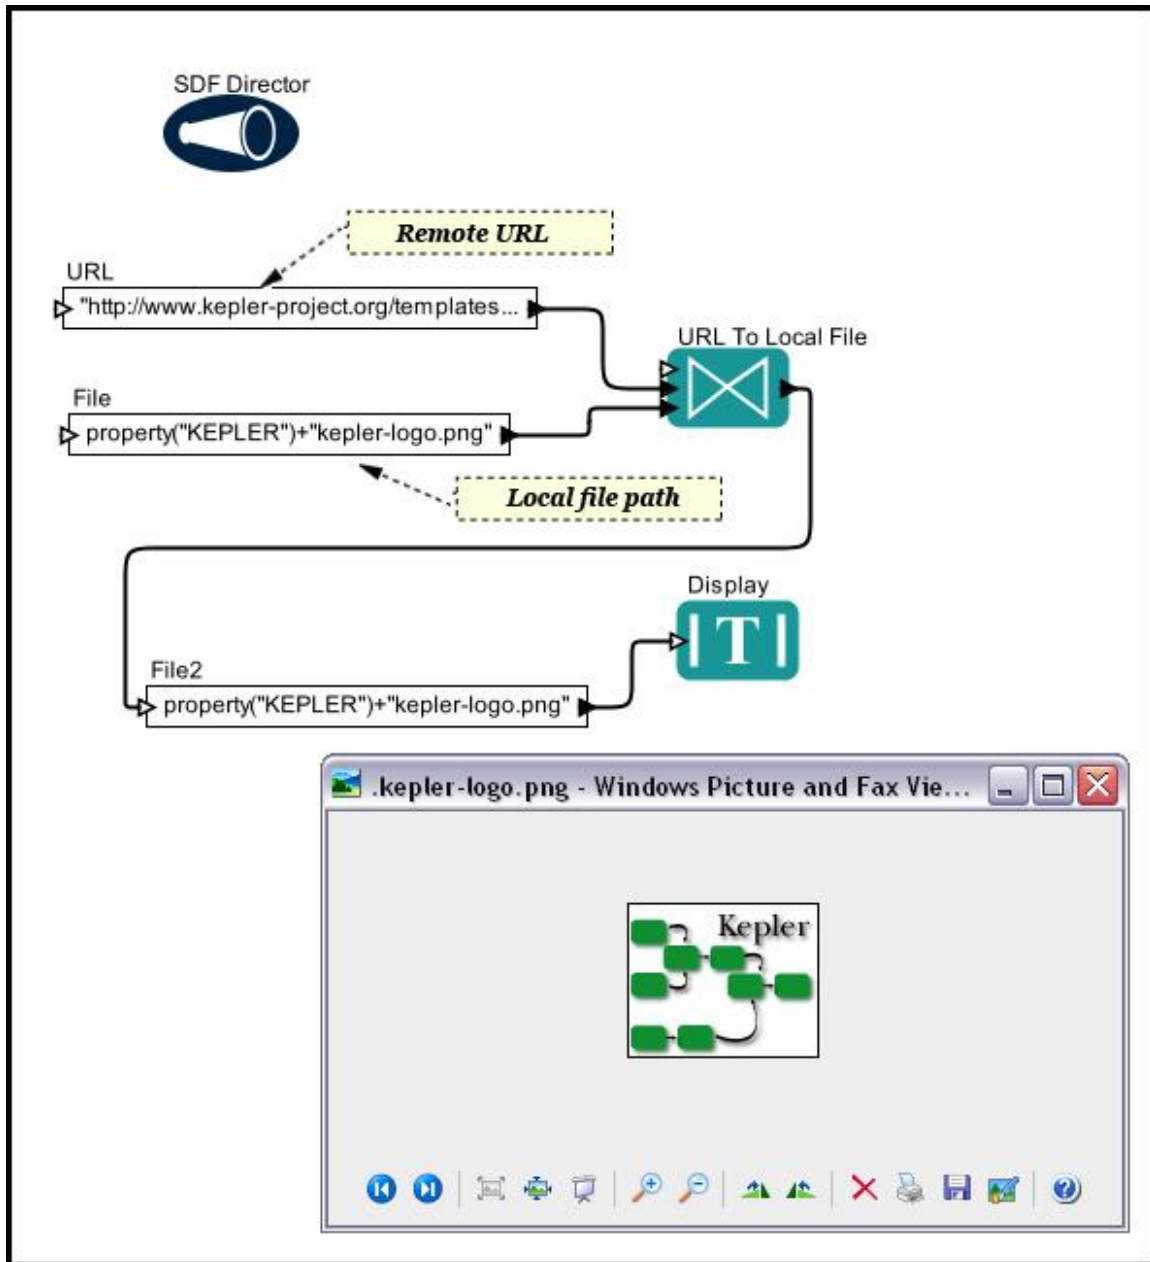 SDF Director
Remote URL
URL
"http://www.kepler-project.org/templates...
URL To Local File
File
property("KEPLER")+"kepler-logo.png"
Local file path
Display
T
File2
property("KEPLER")+"kepler-logo.png"
.kepler-logo.png - Windows Picture and Fax Vie...
Kepler